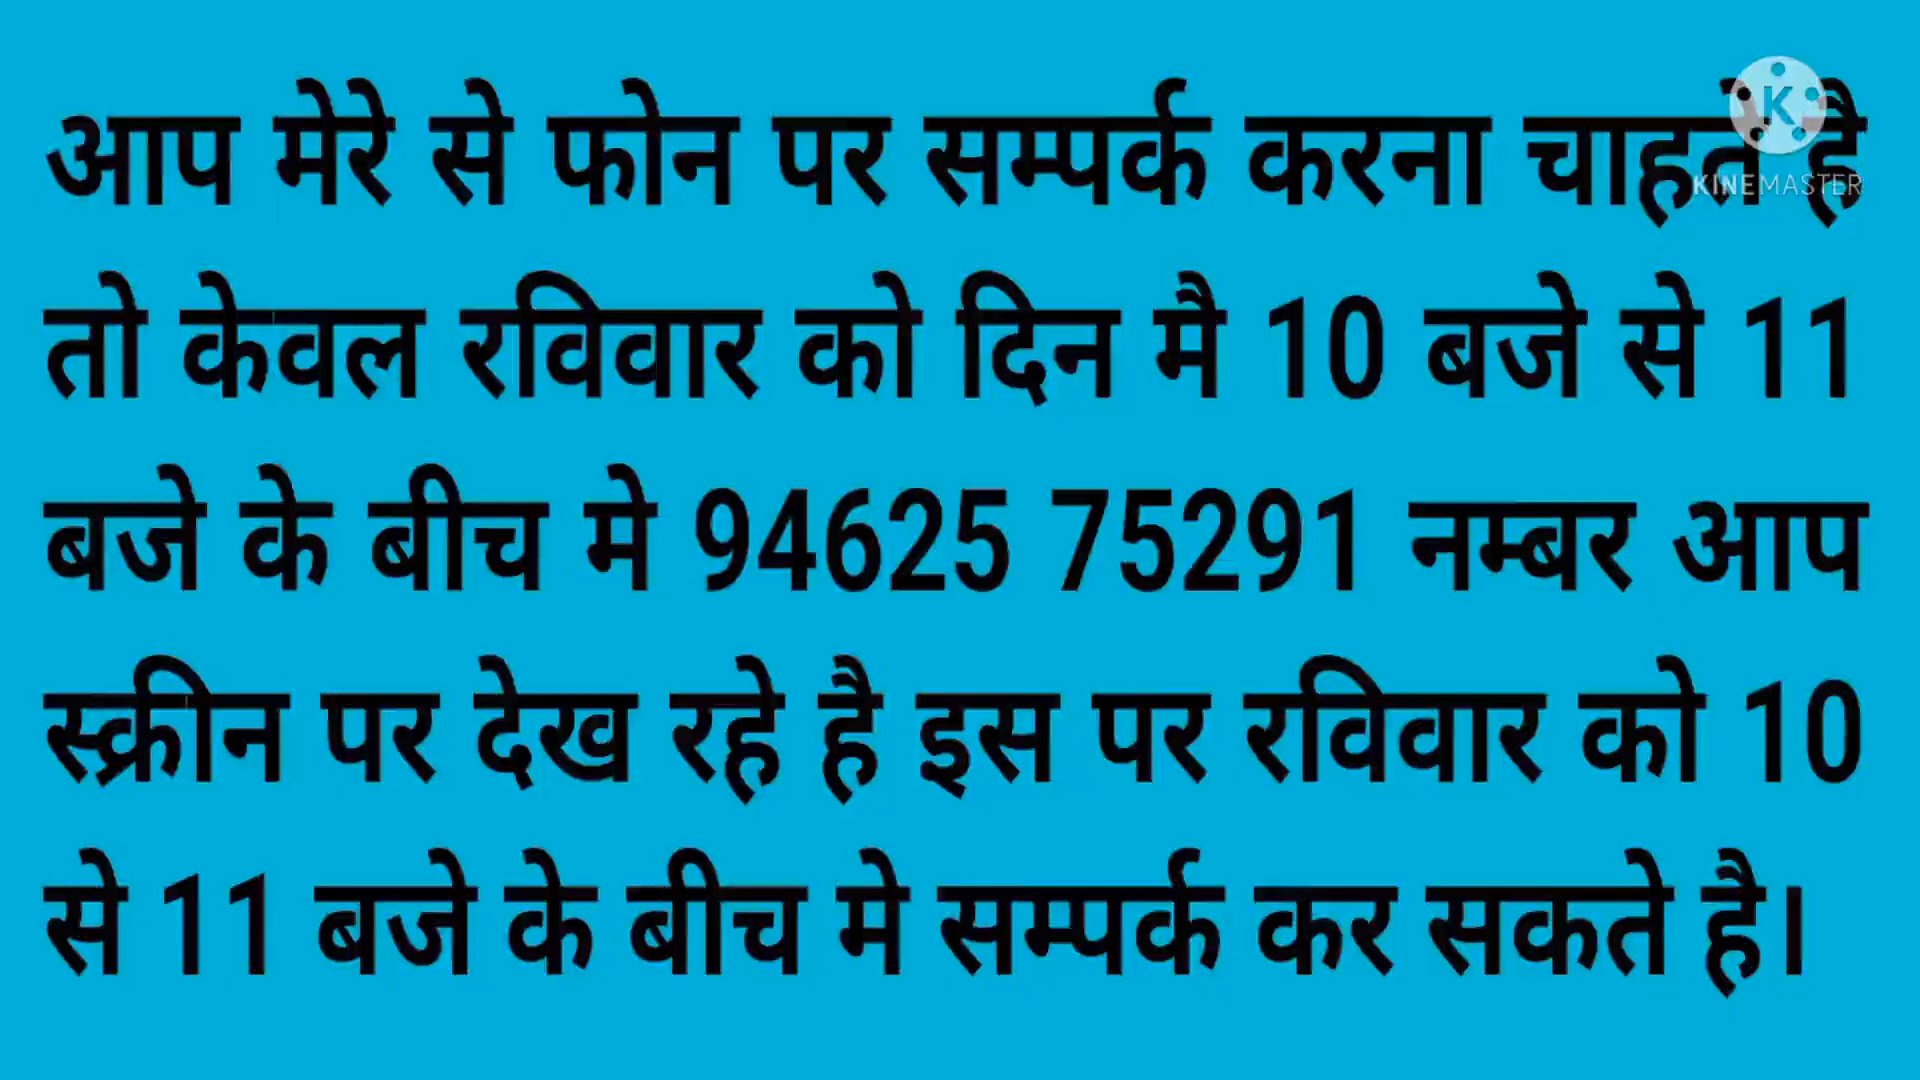 आप मेरे से फोन पर सम्पर्क करना चाहते है
तो केवल रविवार को दिन मै 10 बजे से 11
बजे के बीच मे 94625 75291 नम्बर आप
स्क्रीन पर देख रहे है इस पर रविवार को 10
से 11 बजे के बीच मे सम्पर्क कर सकते है।
K
KINEMASTER